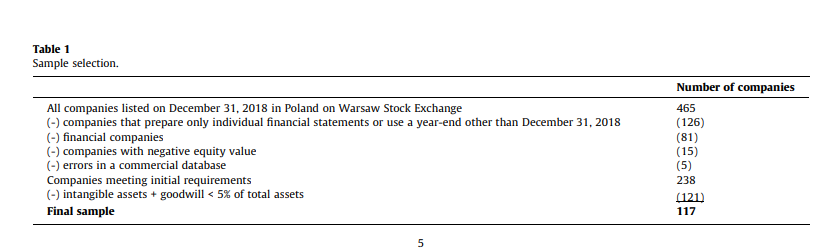 Table 1
Sample selection.
Number of companies
All companies listed on December 31, 2018 in Poland on Warsaw Stock Exchange 465
(-) companies that prepare only individual financial statements or use a year-end other than December 31, 2018 (126)
(-) financial companies (81)
(-) companies with negative equity value (15)
(-) errors in a commercial database (5)
Companies meeting initial requirements 238
(-) intangible assets + goodwill < 5% of total assets (121)
Final sample 117
5